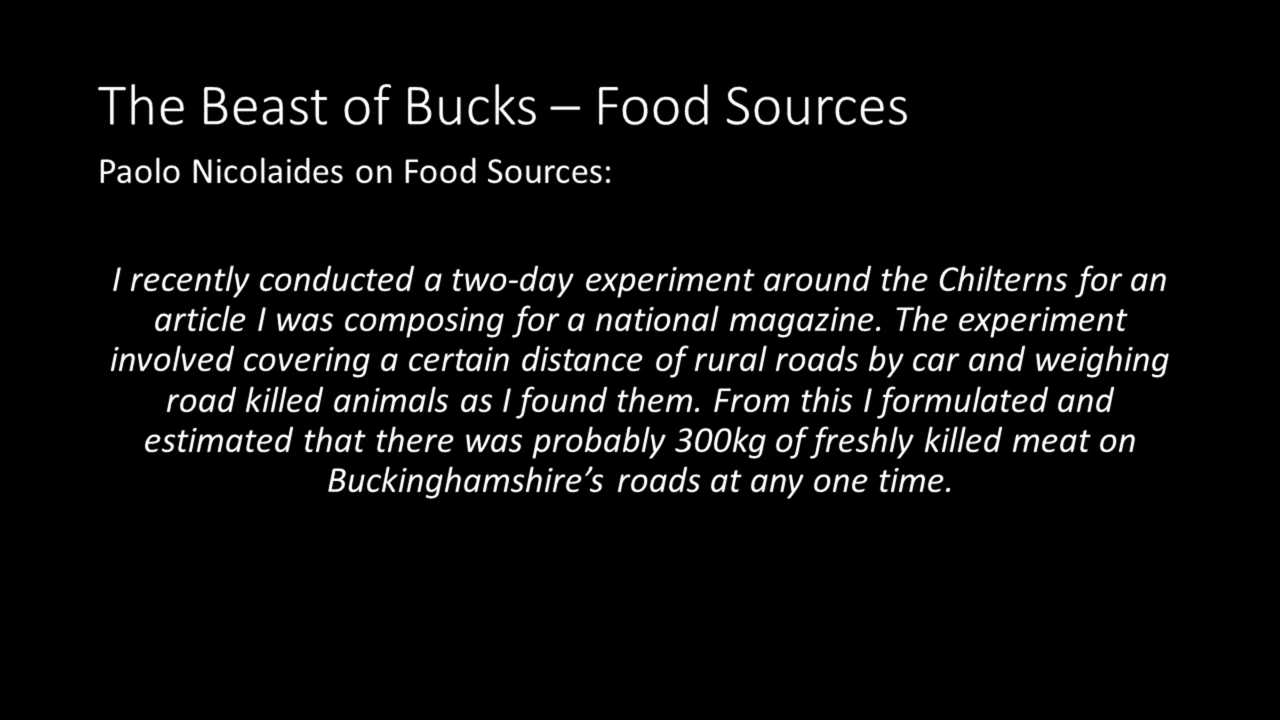 The Beast of Bucks – Food Sources
Paolo Nicolaides on Food Sources:
I recently conducted a two-day experiment around the Chilterns for an
article I was composing for a national magazine. The experiment
involved covering a certain distance of rural roads by car and weighing
road killed animals as I found them. From this I formulated and
estimated that there was probably 300kg of freshly killed meat on
Buckinghamshire’s roads at any one time.